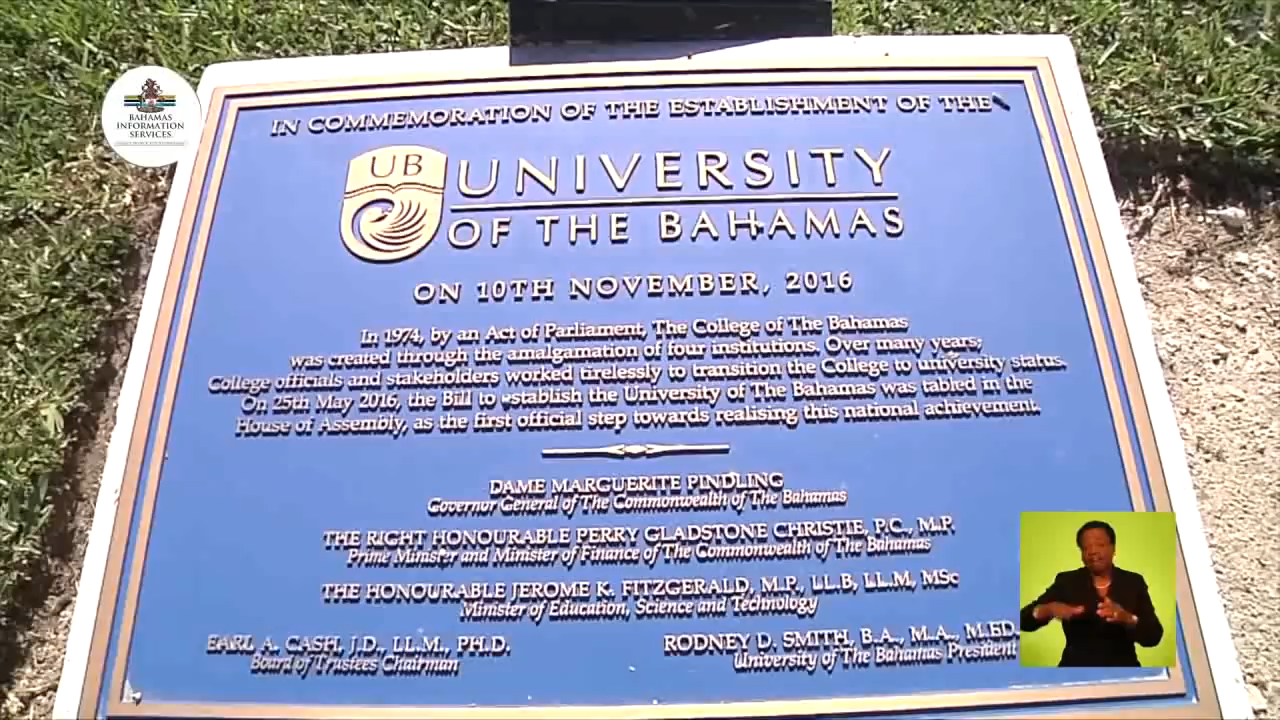 BAHAMAS
INFORMATION
SERVICES
IN COMMEMORATION OF THE ESTABLISHMENT OF THE
UB
UNIVERSITY
OF THE BAHAMAS
ON 10TH NOVEMBER, 2016
In 1974, by an Act of Parliament, The College of The Bahamas
was created through the amalgamation of four institutions. Over many years,
College officials and stakeholders worked tirelessly to transition the College to university status.
On 25th May 2016, the Bill to establish the University of The Bahamas was tabled in the
House of Assembly, as the first official step towards realising this national achievement.
DAME MARGUERITE PINDLING
Governor General of The Commonwealth of The Bahamas
THE RIGHT HONOURABLE PERRY GLADSTONE CHRISTIE, P.C., M.P.
Prime Minister and Minister of Finance of The Commonwealth of The Bahamas
THE HONOURABLE JEROME K. FITZGERALD, M.P., LL.B, LL.M, MSc
Minister of Education, Science and Technology
EARL A. CASH, J.D., LL.M., PH.D.
Board of Trustees Chairman
RODNEY D. SMITH, B.A., M.A., M.ED.
University of The Bahamas President